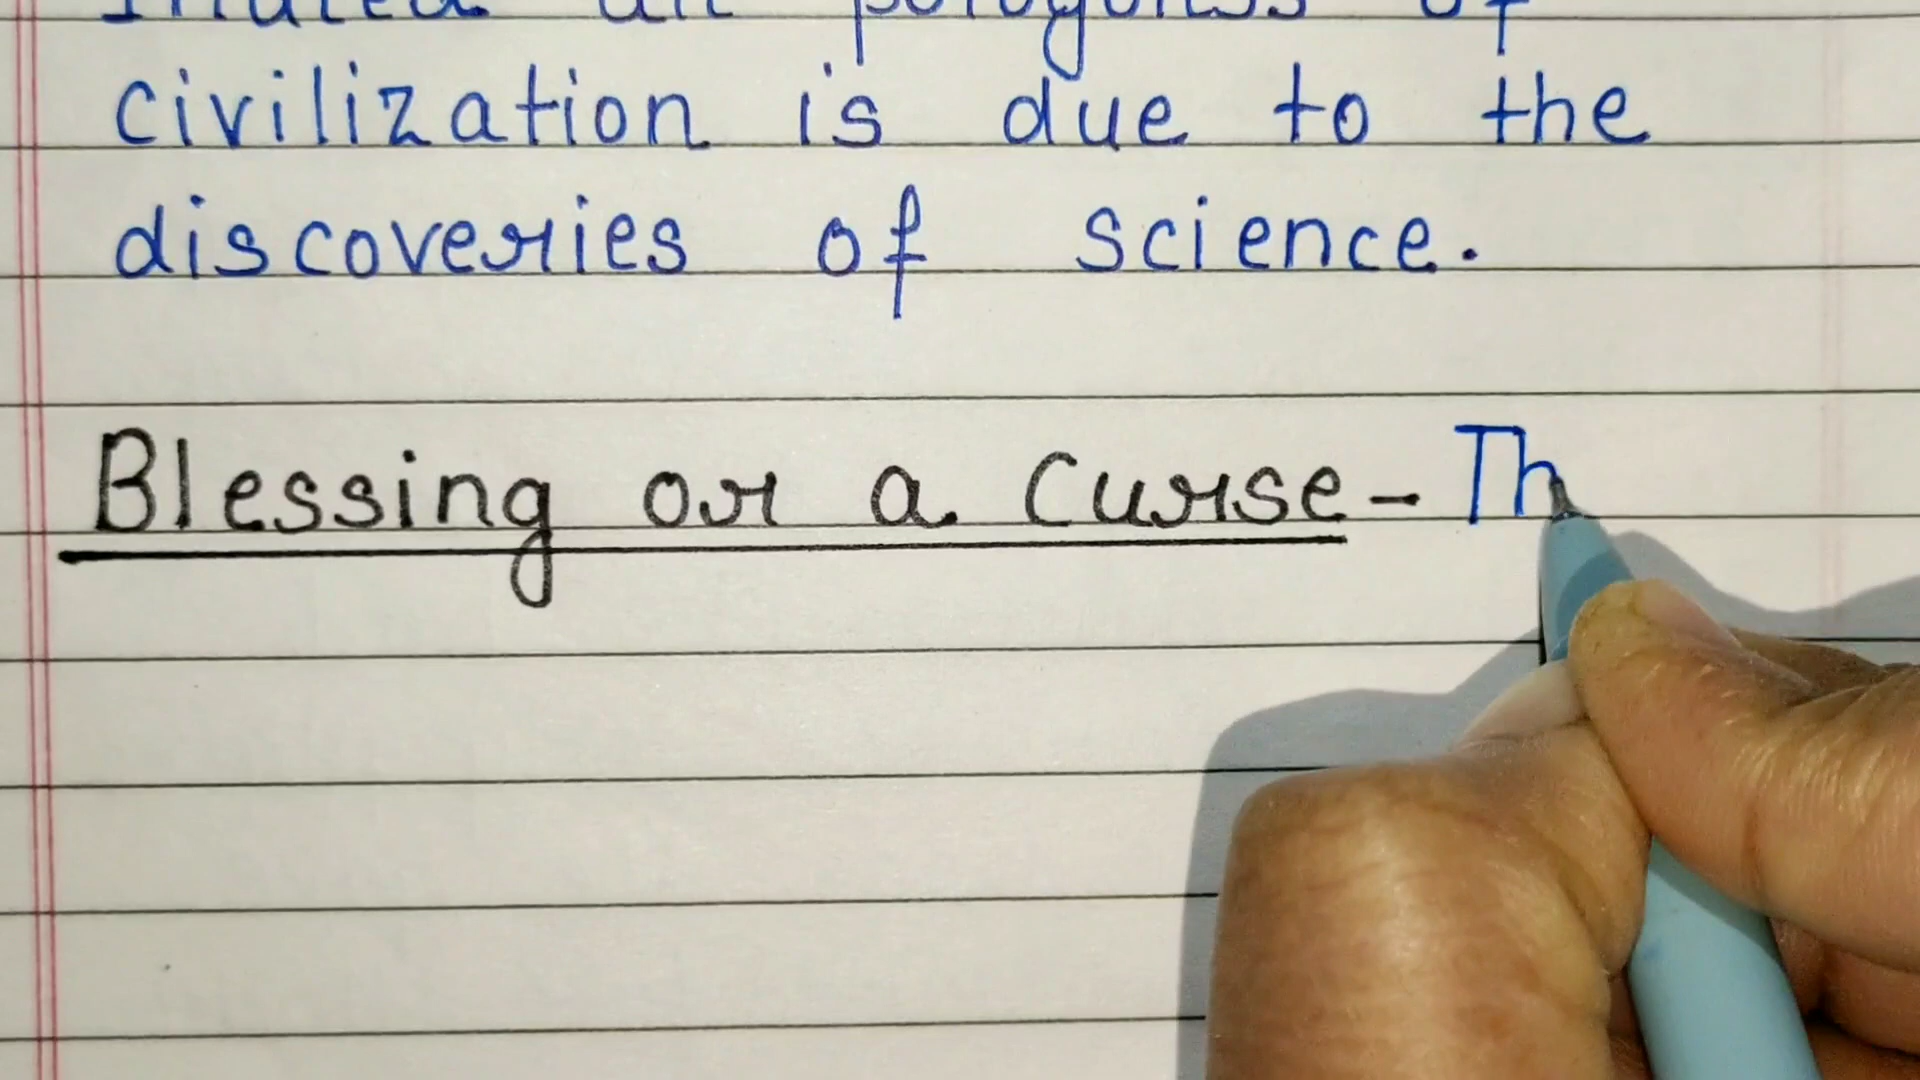 civilization is due to the
discoveries of science.
Blessing or a Curse - Th